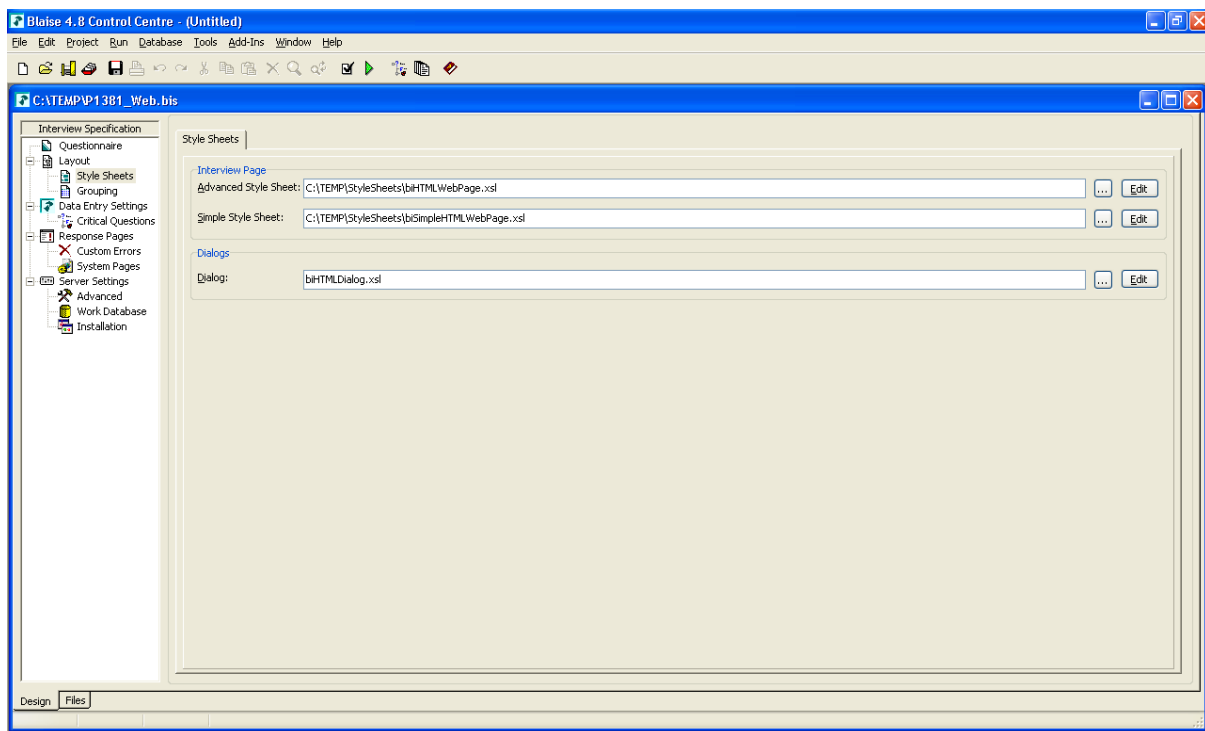 Blaise 4.8 Control Centre - (Untitled)
File Edit Project Run Database Tools Add-Ins Window Help
C:\TEMP\P1381_Web.bis
Interview Specification
Questionnaire
Layout
Style Sheets
Grouping
Data Entry Settings
Critical Questions
Response Pages
Custom Errors
System Pages
Server Settings
Advanced
Work Database
Installation
Style Sheets
Interview Page
Advanced Style Sheet: C:\TEMP\StyleSheets\biHTMLWebPage.xsl ... Edit
Simple Style Sheet: C:\TEMP\StyleSheets\biSimpleHTMLWebPage.xsl ... Edit
Dialogs
Dialog: biHTMLDialog.xsl ... Edit
Design Files